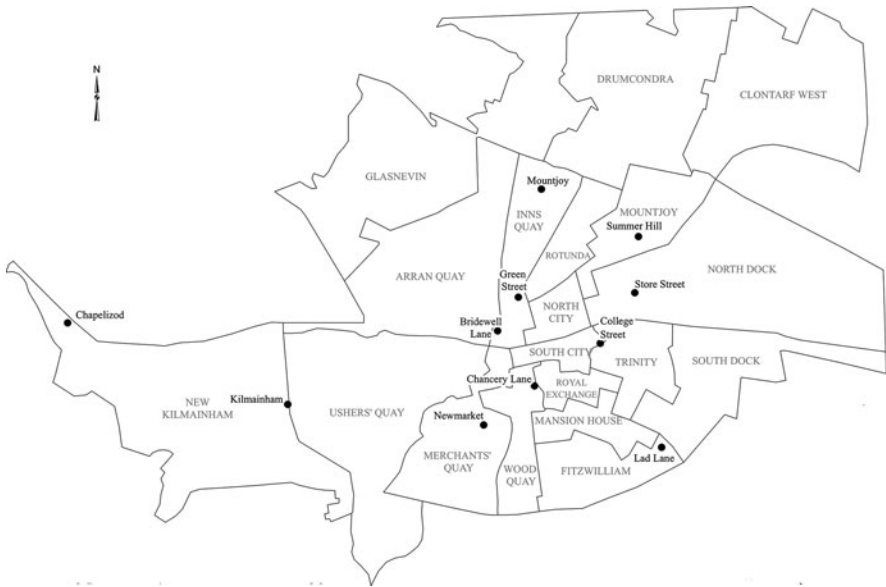 N
DRUMCONDRA
CLONTARF WEST
GLASNEVIN
Mountjoy
INNS
QUAY
MOUNTJOY
Summer Hill
ROTUNDA
ARRAN QUAY
NORTH DOCK
Green
Street
Store Street
NORTH
CITY
Chapelizod
Bridewell
Lane
College
Street
SOUTH CITY
TRINITY
SOUTH DOCK
Chancery Lane
ROYAL
EXCHANGE
NEW
KILMAINHAM
Kilmainham
USHERS' QUAY
Newmarket
MANSION HOUSE
MERCHANTS'
QUAY
WOOD
QUAY
FITZWILLIAM
Lad Lane